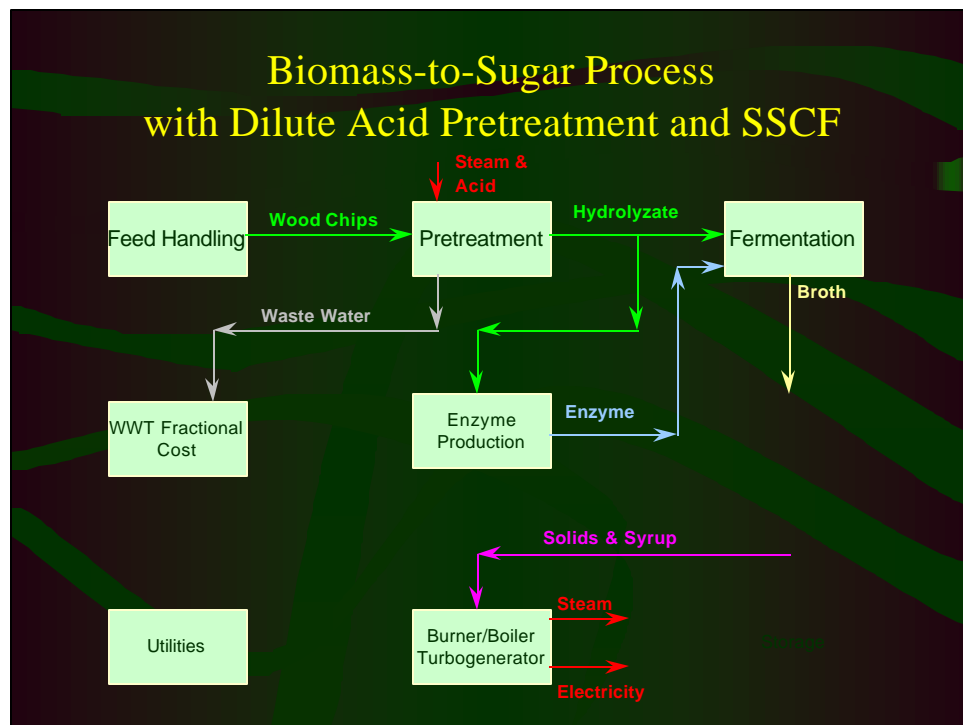 Biomass-to-Sugar Process
with Dilute Acid Pretreatment and SSCF
Steam &
Acid
Wood Chips
Hydrolyzate
Feed Handling
Pretreatment
Fermentation
Broth
Waste Water
WWT Fractional
Cost
Enzyme
Production
Enzyme
Solids & Syrup
Steam
Utilities
Burner/Boiler
Turbogenerator
Storage
Electricity